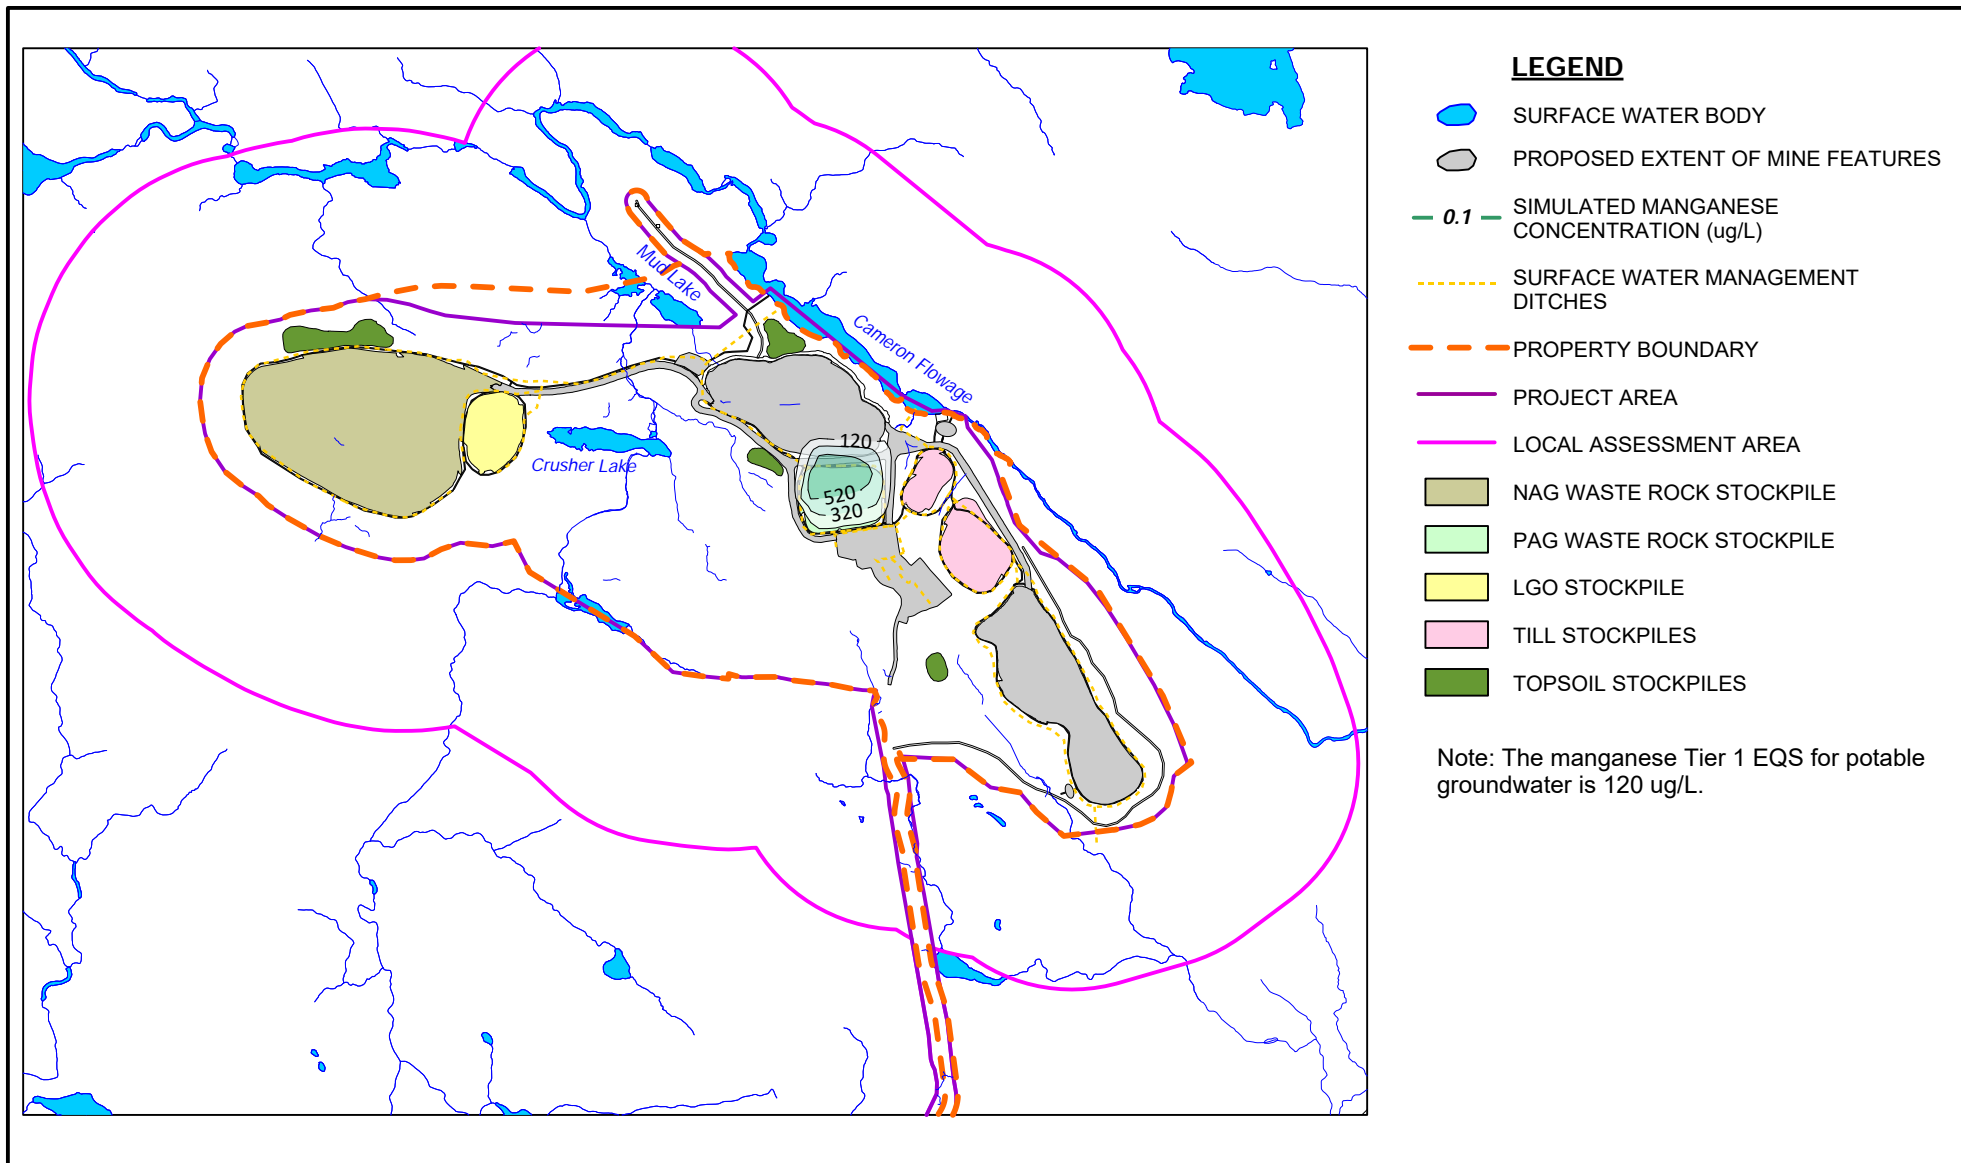 Mud Lake
Cameron Flowage
Crusher Lake
120
520
320
LEGEND
SURFACE WATER BODY
PROPOSED EXTENT OF MINE FEATURES
0.1
SIMULATED MANGANESE
CONCENTRATION (ug/L)
SURFACE WATER MANAGEMENT
DITCHES
PROPERTY BOUNDARY
PROJECT AREA
LOCAL ASSESSMENT AREA
NAG WASTE ROCK STOCKPILE
PAG WASTE ROCK STOCKPILE
LGO STOCKPILE
TILL STOCKPILES
TOPSOIL STOCKPILES
Note: The manganese Tier 1 EQS for potable
groundwater is 120 ug/L.